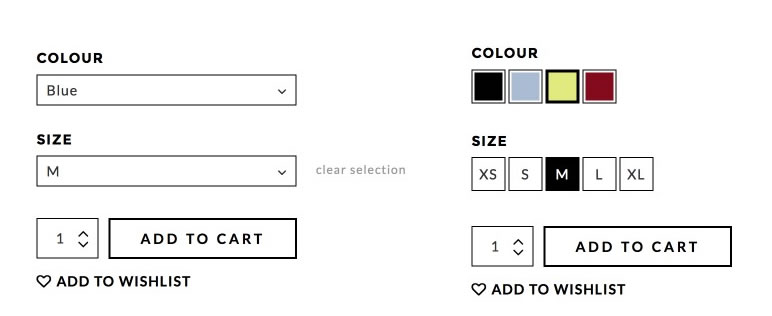 COLOUR
Blue
SIZE
M
clear selection
1
ADD TO CART
ADD TO WISHLIST
COLOUR
SIZE
XS S M L XL
1
ADD TO CART
ADD TO WISHLIST